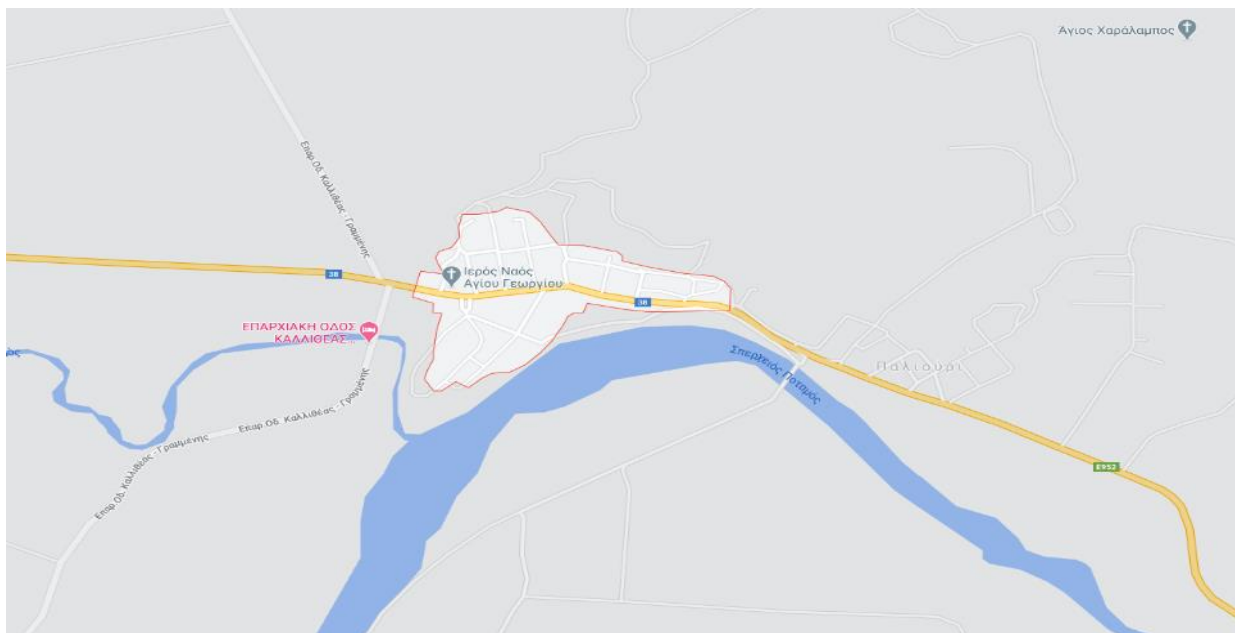 Άγιος Χαράλαμπος
Επαρ Οδ. Καλλιθέας - Γραμμένης
38
Ιερός Ναός
Αγίου Γεωργίου
38
ΕΠΑΡΧΙΑΚΗ ΟΔΟΣ
ΚΑΛΛΙΘΕΑΣ...
Σπερχειός Ποταμός
Παλιούρι
Επαρ Οδ. Καλλιθέας - Γραμμένης
Επαρ Οδ. Καλλιθέας - Γραμμένης
E952